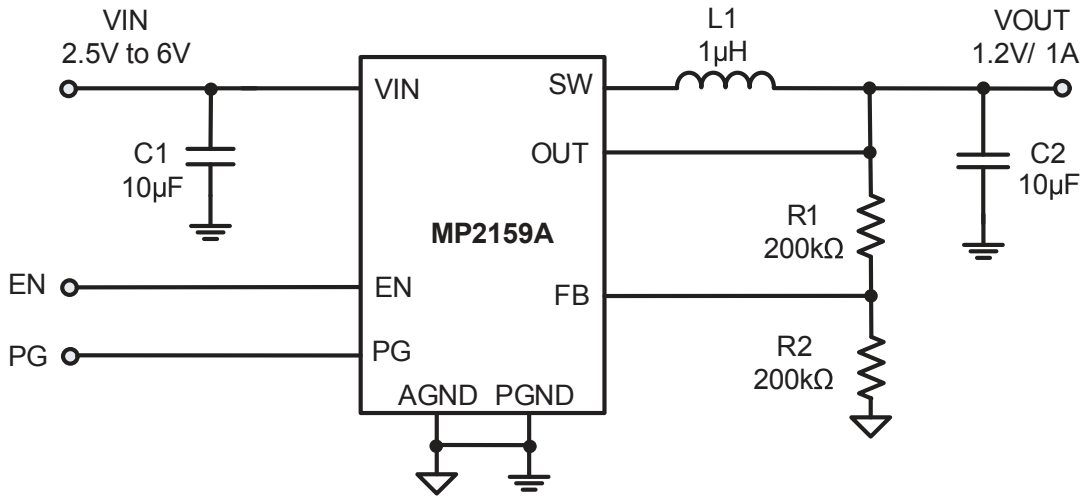 VIN
2.5V to 6V
L1
1µH
VOUT
1.2V/ 1A
VIN
SW
C1
10µF
OUT
C2
10µF
MP2159A
R1
200kΩ
EN
EN
FB
PG
PG
R2
200kΩ
AGND
PGND